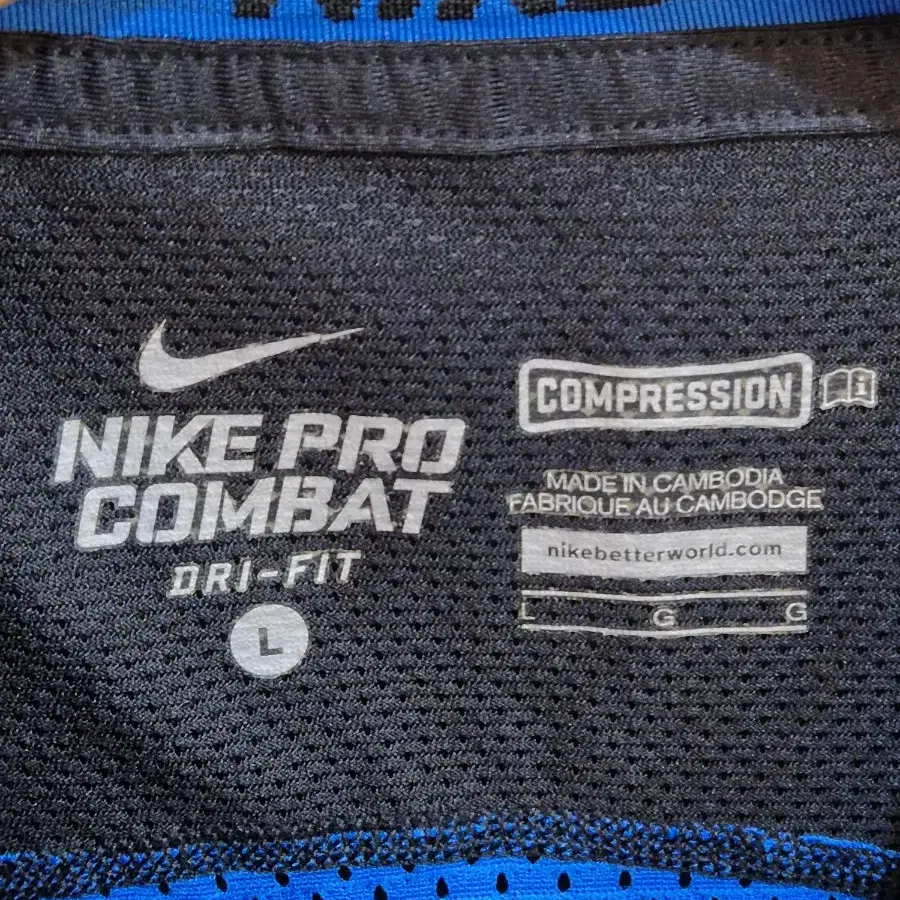 NIKE PRO
COMBAT
DRI-FIT
L
COMPRESSION
i
MADE IN CAMBODIA
FABRIQUE AU CAMBODGE
nikebetterworld.com
L G G